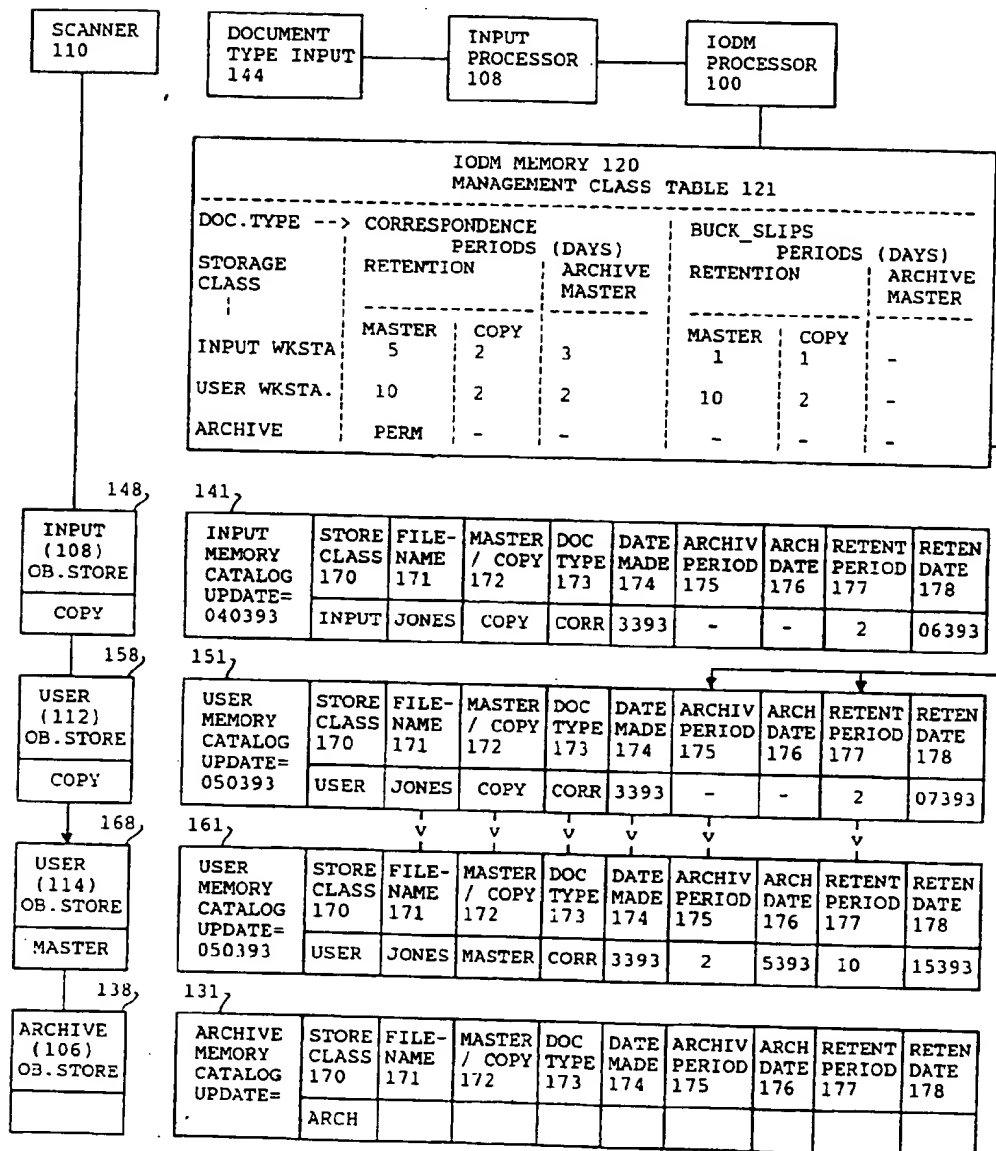 SCANNER
110
DOCUMENT
TYPE INPUT
144
INPUT
PROCESSOR
108
IODM
PROCESSOR
100
IODM MEMORY 120
MANAGEMENT CLASS TABLE 121
DOC.TYPE --> CORRESPONDENCE BUCK_SLIPS
PERIODS (DAYS) PERIODS (DAYS)
STORAGE RETENTION ARCHIVE RETENTION ARCHIVE
CLASS MASTER MASTER
MASTER COPY MASTER COPY
INPUT WKSTA 5 2 3 1 1 -
USER WKSTA. 10 2 2 10 2 -
ARCHIVE PERM - - - - -
148
INPUT
(108)
OB.STORE
COPY
141
INPUT
MEMORY
CATALOG
UPDATE=
040393
STORE CLASS 170
FILE-NAME 171
MASTER / COPY 172
DOC TYPE 173
DATE MADE 174
ARCHIV PERIOD 175
ARCH DATE 176
RETENT PERIOD 177
RETEN DATE 178
INPUT JONES COPY CORR 3393 - - 2 06393
158
USER
(112)
OB.STORE
COPY
151
USER
MEMORY
CATALOG
UPDATE=
050393
STORE CLASS 170
FILE-NAME 171
MASTER / COPY 172
DOC TYPE 173
DATE MADE 174
ARCHIV PERIOD 175
ARCH DATE 176
RETENT PERIOD 177
RETEN DATE 178
USER JONES COPY CORR 3393 - - 2 07393
v v v v v v
168
USER
(114)
OB.STORE
MASTER
161
USER
MEMORY
CATALOG
UPDATE=
050393
STORE CLASS 170
FILE-NAME 171
MASTER / COPY 172
DOC TYPE 173
DATE MADE 174
ARCHIV PERIOD 175
ARCH DATE 176
RETENT PERIOD 177
RETEN DATE 178
USER JONES MASTER CORR 3393 2 5393 10 15393
138
ARCHIVE
(106)
OB.STORE
131
ARCHIVE
MEMORY
CATALOG
UPDATE=
STORE CLASS 170
FILE-NAME 171
MASTER / COPY 172
DOC TYPE 173
DATE MADE 174
ARCHIV PERIOD 175
ARCH DATE 176
RETENT PERIOD 177
RETEN DATE 178
ARCH